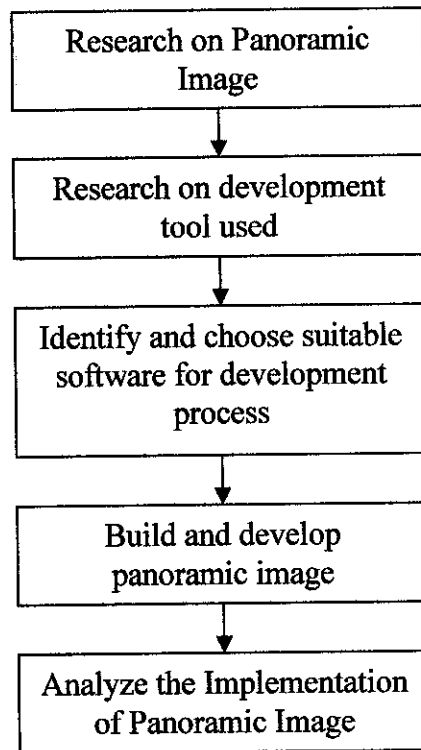 Research on Panoramic
Image
Research on development
tool used
Identify and choose suitable
software for development
process
Build and develop
panoramic image
Analyze the Implementation
of Panoramic Image